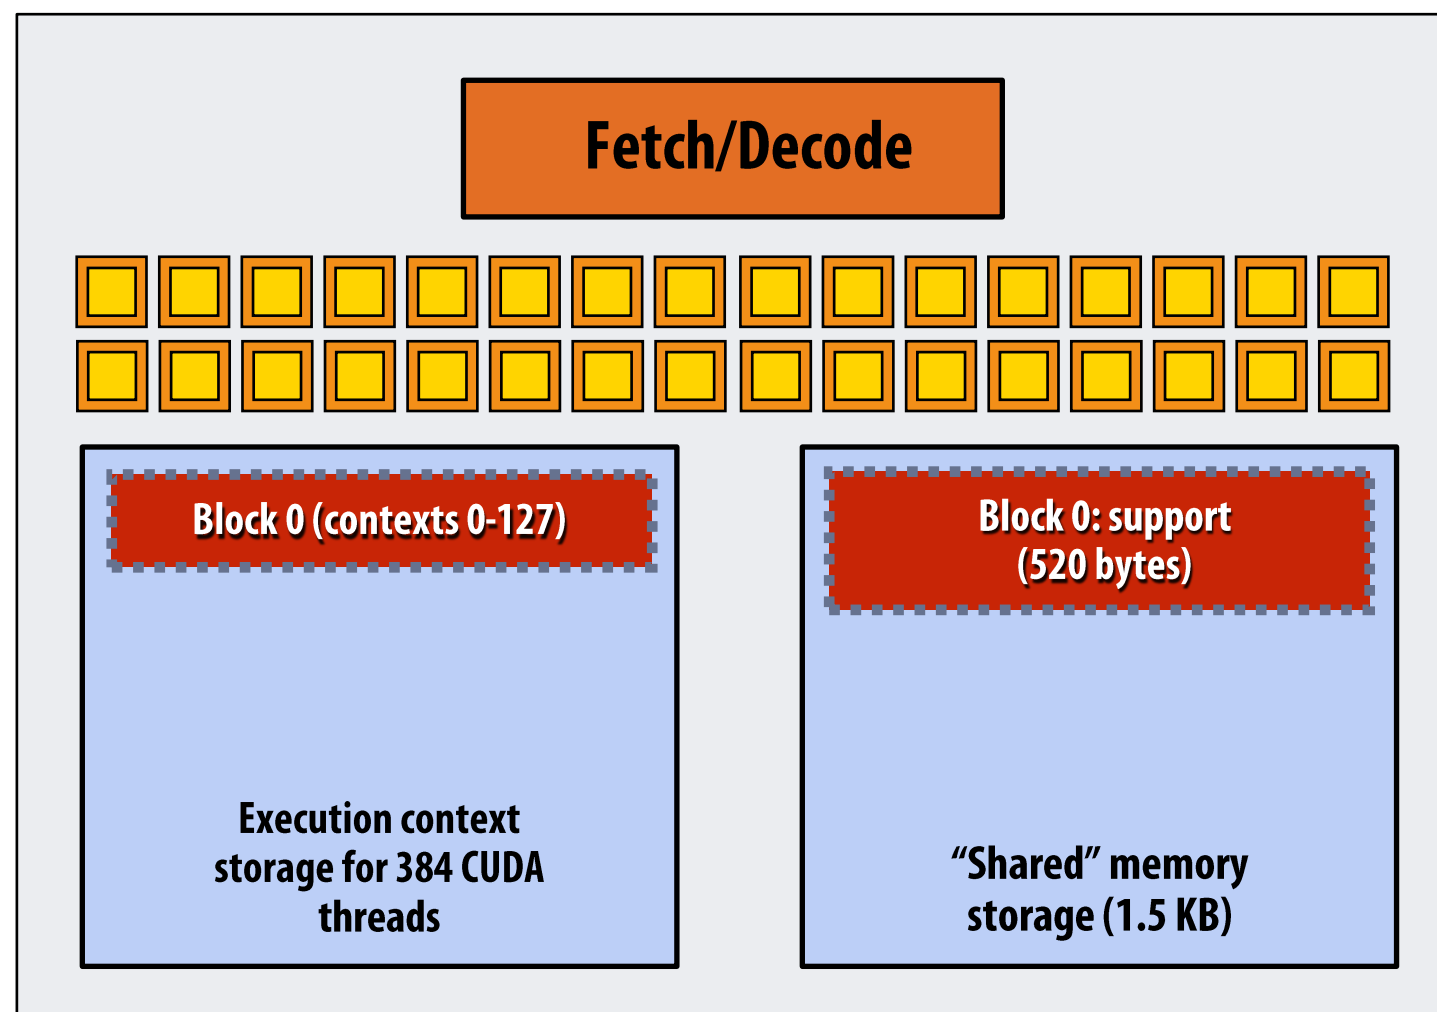 Fetch/Decode
Block 0 (contexts 0-127)
Execution context
storage for 384 CUDA
threads
Block 0: support
(520 bytes)
“Shared” memory
storage (1.5 KB)